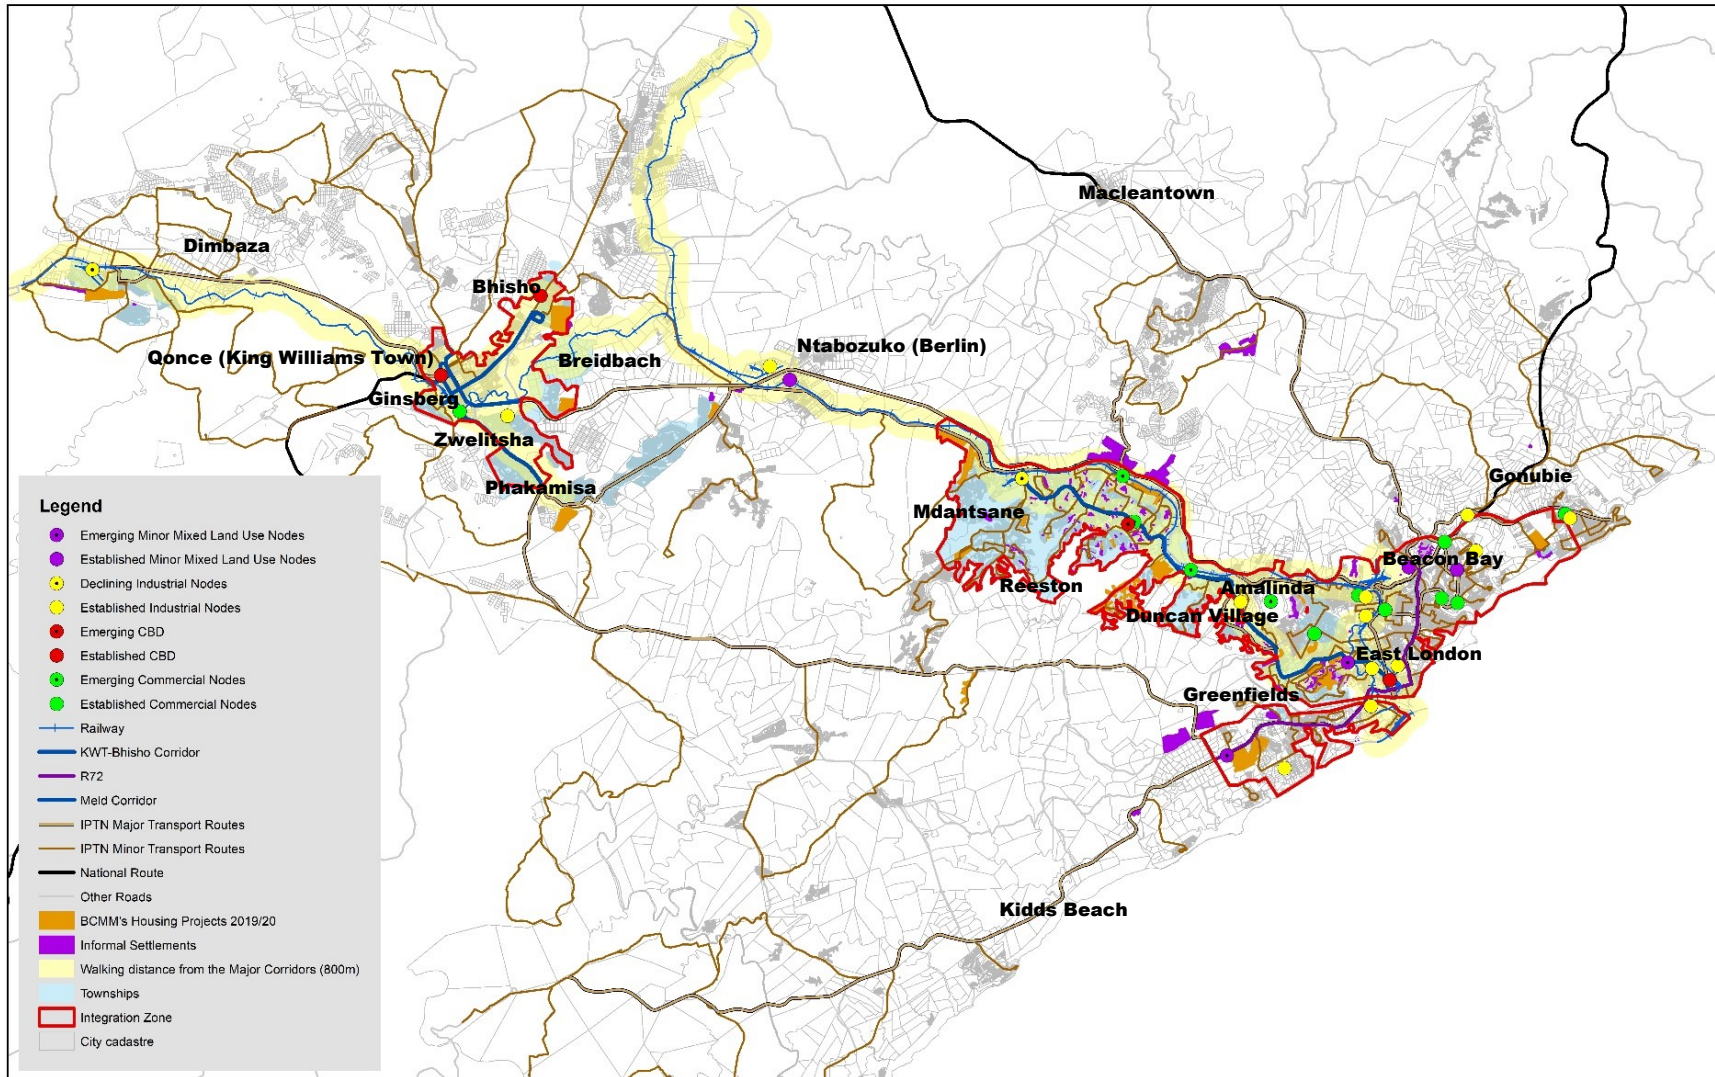 Macleantown
Dimbaza
Bhisho
Ntabozuko (Berlin)
Qonce (King Williams Town)
Breidbach
Ginsberg
Zwelitsha
Phakamisa
Gonubie
Mdantsane
Beacon Bay
Reeston
Amalinda
Duncan Village
East London
Greenfields
Kidds Beach
Legend
Emerging Minor Mixed Land Use Nodes
Established Minor Mixed Land Use Nodes
Declining Industrial Nodes
Established Industrial Nodes
Emerging CBD
Established CBD
Emerging Commercial Nodes
Established Commercial Nodes
Railway
KWT-Bhisho Corridor
R72
Meld Corridor
IPTN Major Transport Routes
IPTN Minor Transport Routes
National Route
Other Roads
BCMM's Housing Projects 2019/20
Informal Settlements
Walking distance from the Major Corridors (800m)
Townships
Integration Zone
City cadastre